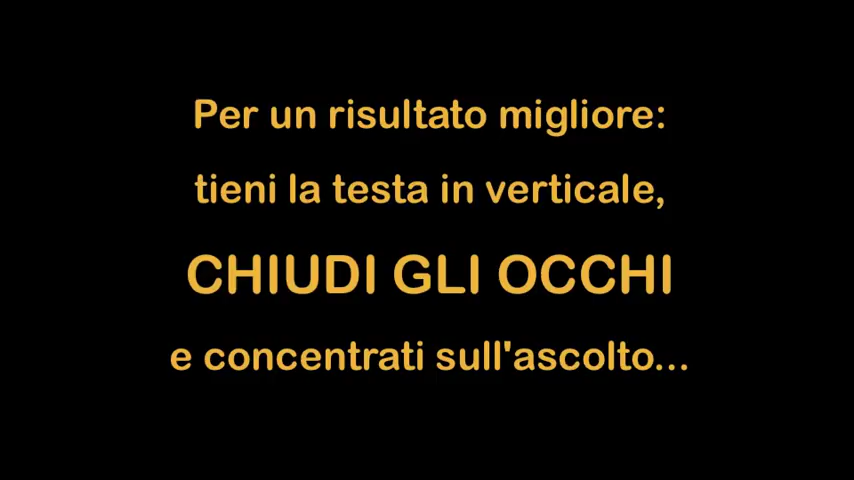 Per un risultato migliore:
tieni la testa in verticale,
CHIUDI GLI OCCHI
e concentrati sull'ascolto...